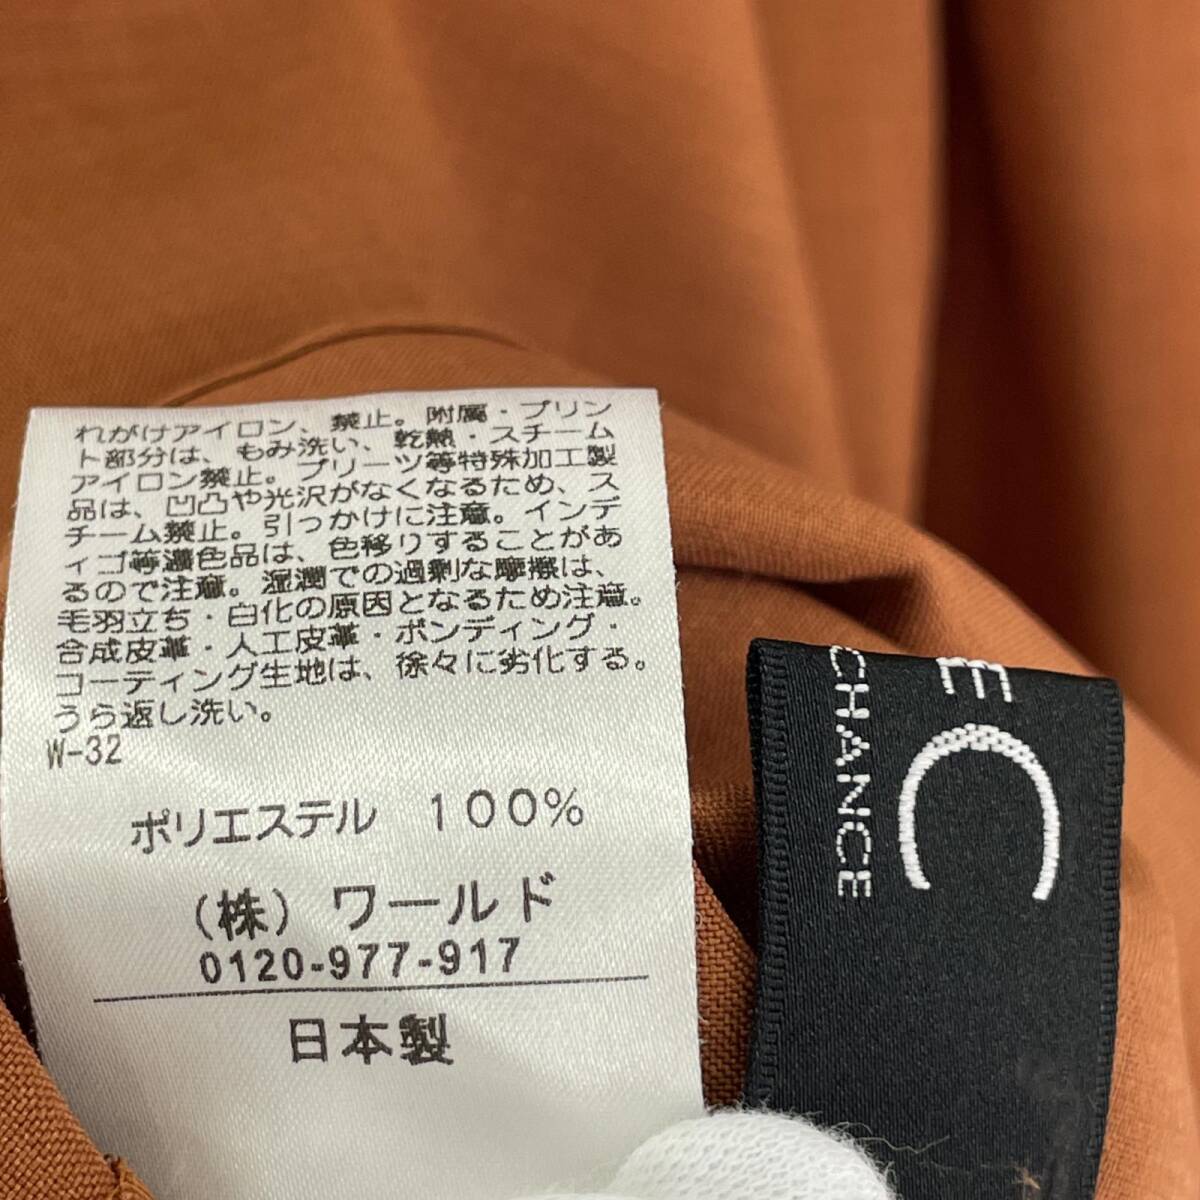 れがけアイロン、禁止。附属・プリン
ト部分は、もみ洗い、乾熱・スチーム
アイロン禁止。プリーツ等特殊加工製
品は、凹凸や光沢がなくなるため、ス
チーム禁止。引っかけに注意。インデ
ィゴ等濃色品は、色移りすることがあ
るので注意。湿潤での過剰な摩擦は、
毛羽立ち・白化の原因となるため注意。
合成皮革・人工皮革・ボンディング・
コーティング生地は、徐々に劣化する。
うら返し洗い。
W-32
ポリエステル 100%
(株) ワールド
0120-977-917
日本製
E C
CHANCE